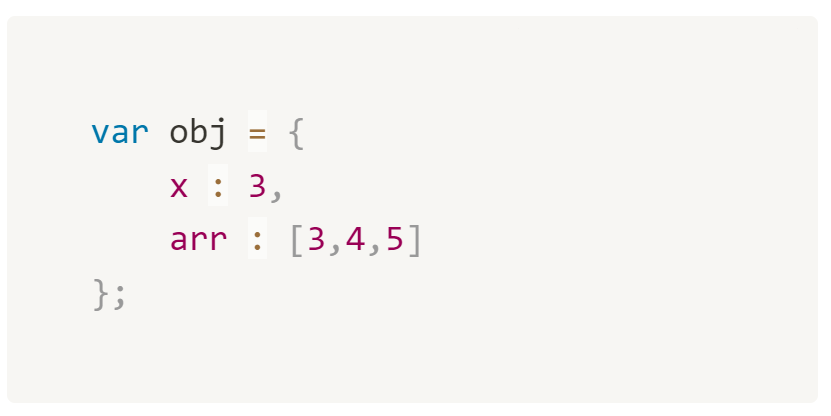 var obj = {
    x : 3,
    arr : [3,4,5]
};